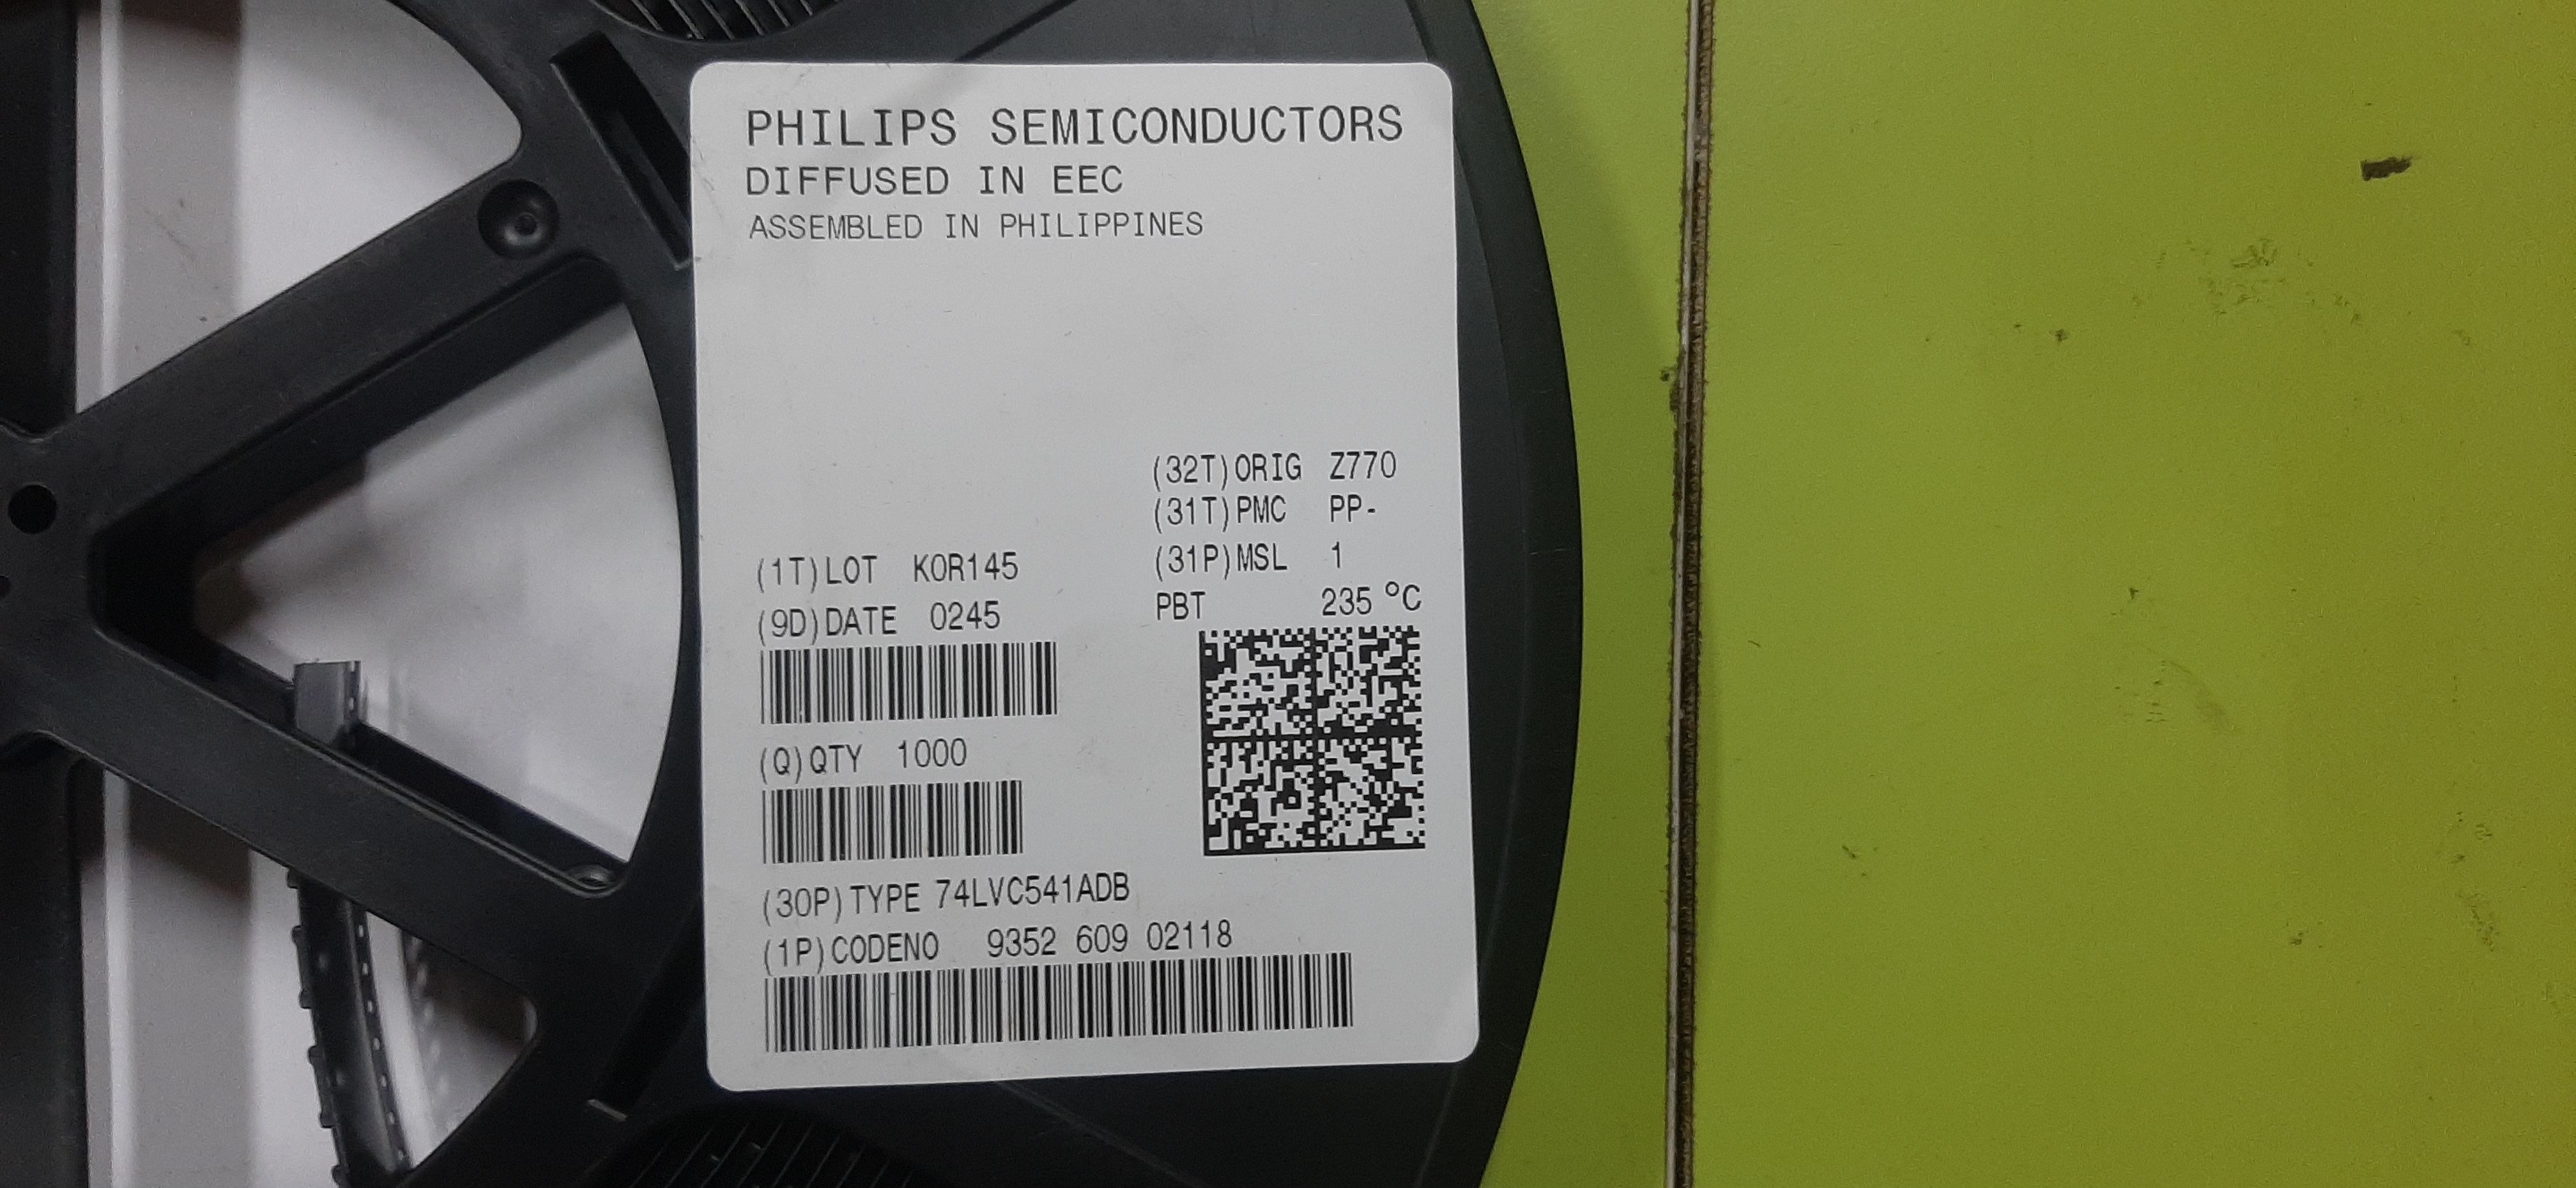 PHILIPS SEMICONDUCTORS
DIFFUSED IN EEC
ASSEMBLED IN PHILIPPINES
(32T)ORIG Z770
(31T)PMC PP-
(31P)MSL 1
PBT 235 °C
(1T)LOT KOR145
(9D)DATE 0245
(Q)QTY 1000
(30P)TYPE 74LVC541ADB
(1P)CODENO 9352 609 02118